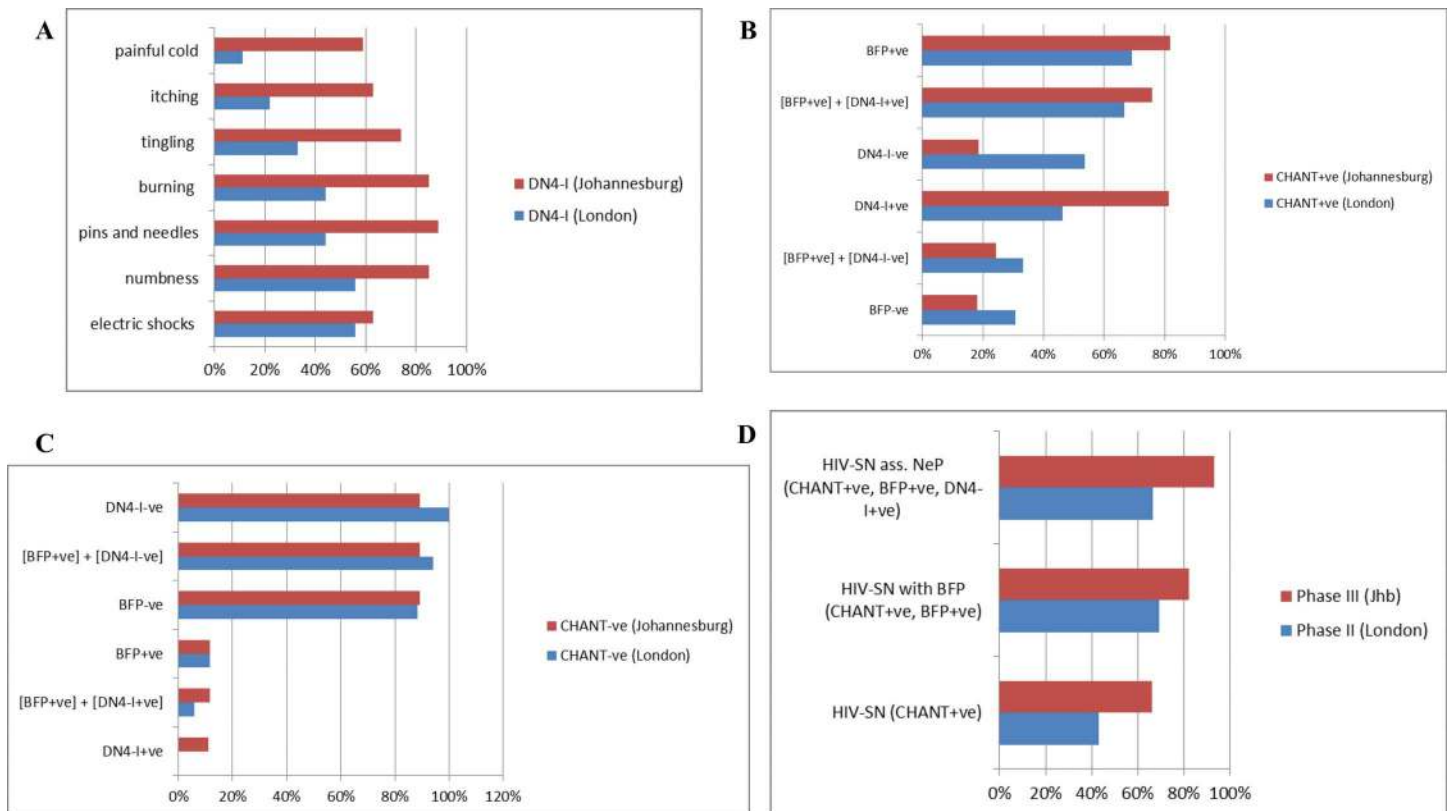 A
painful cold
itching
tingling
burning
pins and needles
numbness
electric shocks
0% 20% 40% 60% 80% 100%
DN4-I (Johannesburg)
DN4-I (London)
B
BFP+ve
[BFP+ve] + [DN4-I+ve]
DN4-I-ve
DN4-I+ve
[BFP+ve] + [DN4-I-ve]
BFP-ve
0% 20% 40% 60% 80% 100%
CHANT+ve (Johannesburg)
CHANT+ve (London)
C
DN4-I-ve
[BFP+ve] + [DN4-I-ve]
BFP-ve
BFP+ve
[BFP+ve] + [DN4-I+ve]
DN4-I+ve
0% 20% 40% 60% 80% 100% 120%
CHANT-ve (Johannesburg)
CHANT-ve (London)
D
HIV-SN ass. NeP
(CHANT+ve, BFP+ve, DN4-
I+ve)
HIV-SN with BFP
(CHANT+ve, BFP+ve)
HIV-SN (CHANT+ve)
0% 20% 40% 60% 80% 100%
Phase III (Jhb)
Phase II (London)